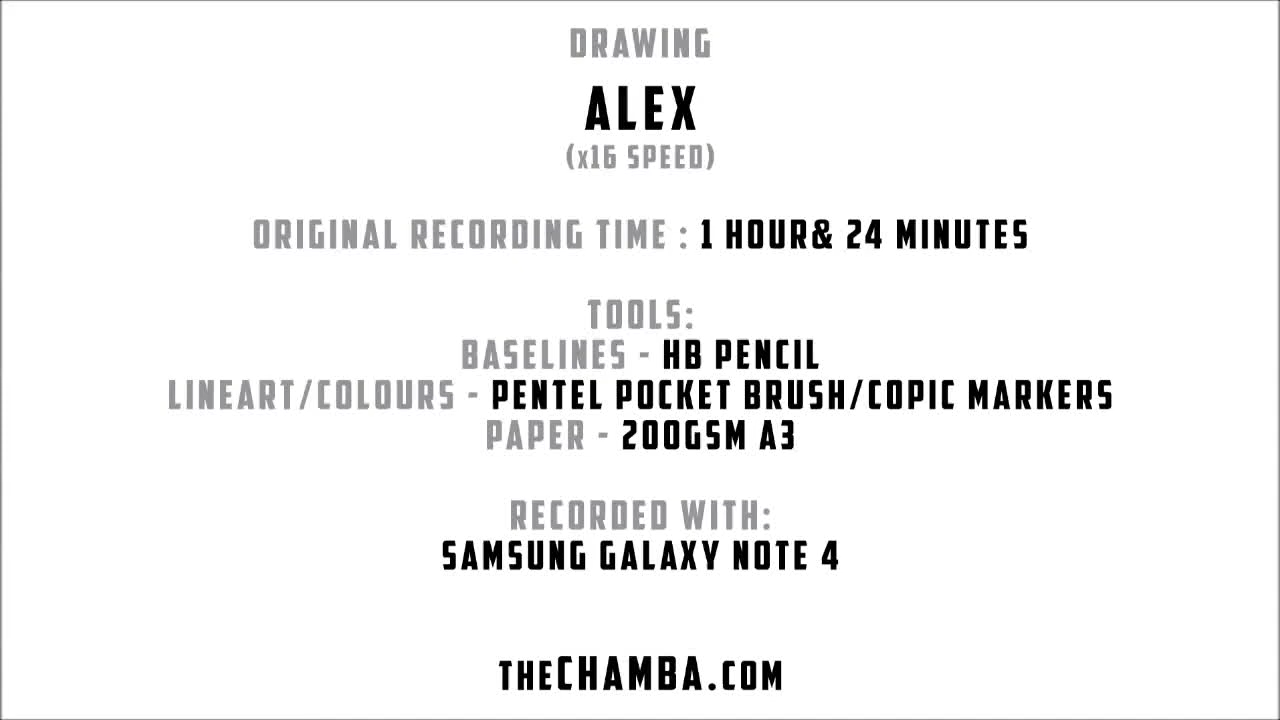 DRAWING
ALEX
(x16 SPEED)
ORIGINAL RECORDING TIME : 1 HOUR& 24 MINUTES
TOOLS:
BASELINES - HB PENCIL
LINEART/COLOURS - PENTEL POCKET BRUSH/COPIC MARKERS
PAPER - 200GSM A3
RECORDED WITH:
SAMSUNG GALAXY NOTE 4
THECHAMBA.COM